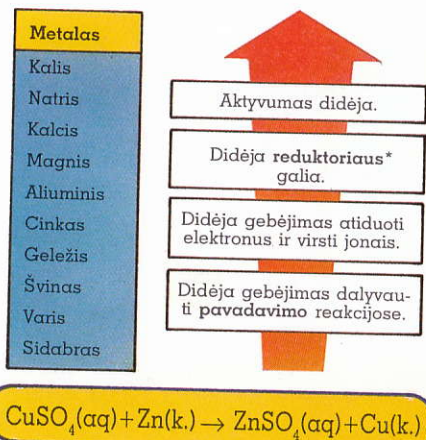 Metalas
Kalis
Natris
Kalcis
Magnis
Aliuminis
Cinkas
Geležis
Švinas
Varis
Sidabras
Aktyvumas didėja.
Didėja reduktoriaus*
galia.
Didėja gebėjimas atiduoti
elektronus ir virsti jonais.
Didėja gebėjimas dalyvau-
ti pavadavimo reakcijose.
CuSO₄(aq)+Zn(k.)→ ZnSO₄(aq)+Cu(k.)